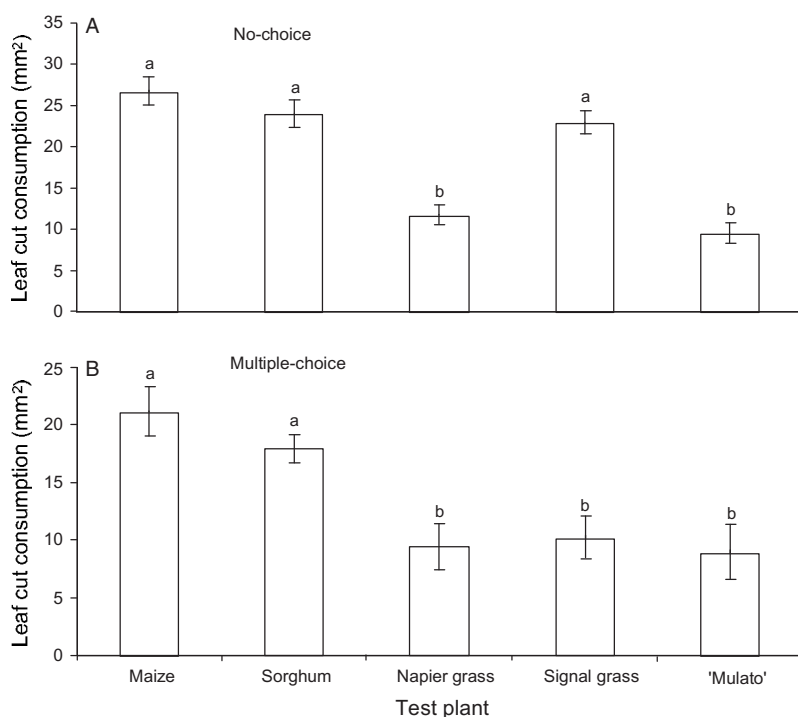 A
No-choice
Leaf cut consumption (mm²)
35
30
25
20
15
10
5
0
a
a
b
a
b
B
Multiple-choice
Leaf cut consumption (mm²)
25
20
15
10
5
0
a
a
b
b
b
Maize Sorghum Napier grass Signal grass 'Mulato'
Test plant